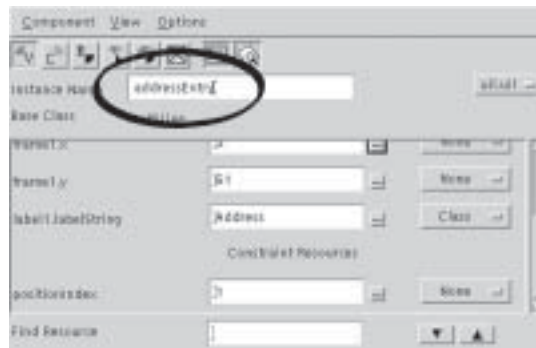 Component View Options
Instance Name addressEntry
Base Class
frame1.x None
frame1.y 61 None
label1.labelString Address Class
Constraint Resources
positionIndex None
Find Resource